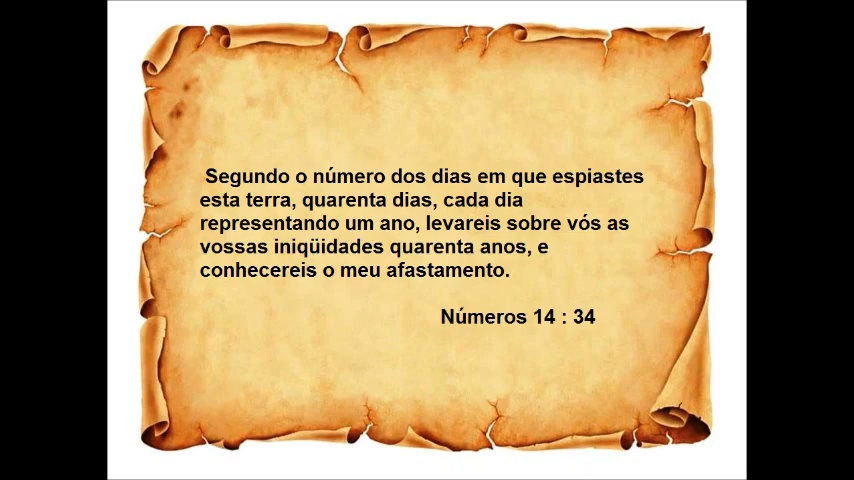 Segundo o número dos dias em que espiastes
esta terra, quarenta dias, cada dia
representando um ano, levareis sobre vós as
vossas iniqüidades quarenta anos, e
conhecereis o meu afastamento.
Números 14 : 34